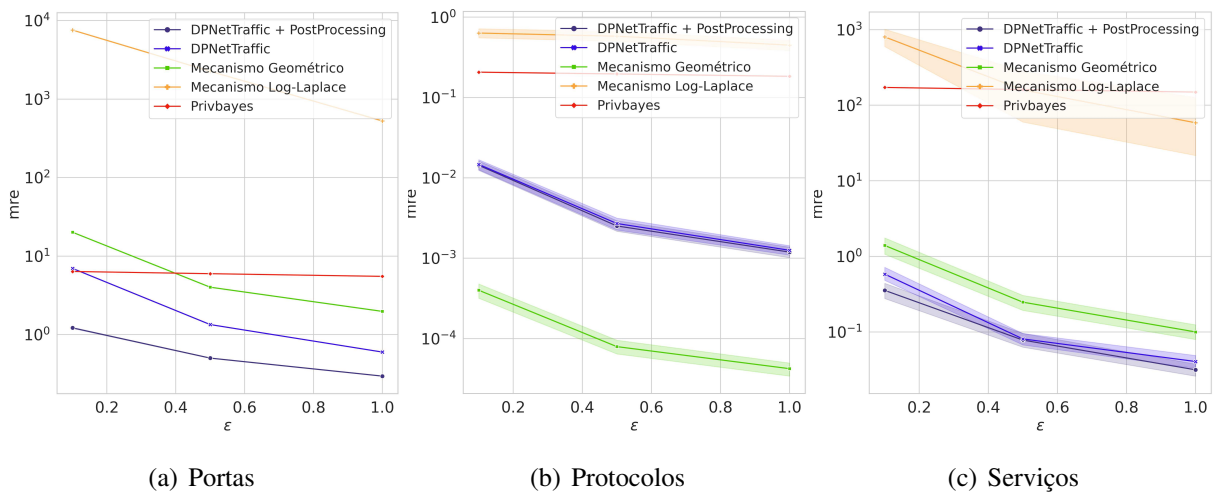 10^4
10^3
10^2
10^1
10^0
mre
0.2 0.4 0.6 0.8 1.0
ε
DPNetTraffic + PostProcessing
DPNetTraffic
Mecanismo Geométrico
Mecanismo Log-Laplace
Privbayes
(a) Portas
10^0
10^-1
10^-2
10^-3
10^-4
mre
0.2 0.4 0.6 0.8 1.0
ε
DPNetTraffic + PostProcessing
DPNetTraffic
Mecanismo Geométrico
Mecanismo Log-Laplace
Privbayes
(b) Protocolos
10^3
10^2
10^1
10^0
10^-1
mre
0.2 0.4 0.6 0.8 1.0
ε
DPNetTraffic + PostProcessing
DPNetTraffic
Mecanismo Geométrico
Mecanismo Log-Laplace
Privbayes
(c) Serviços